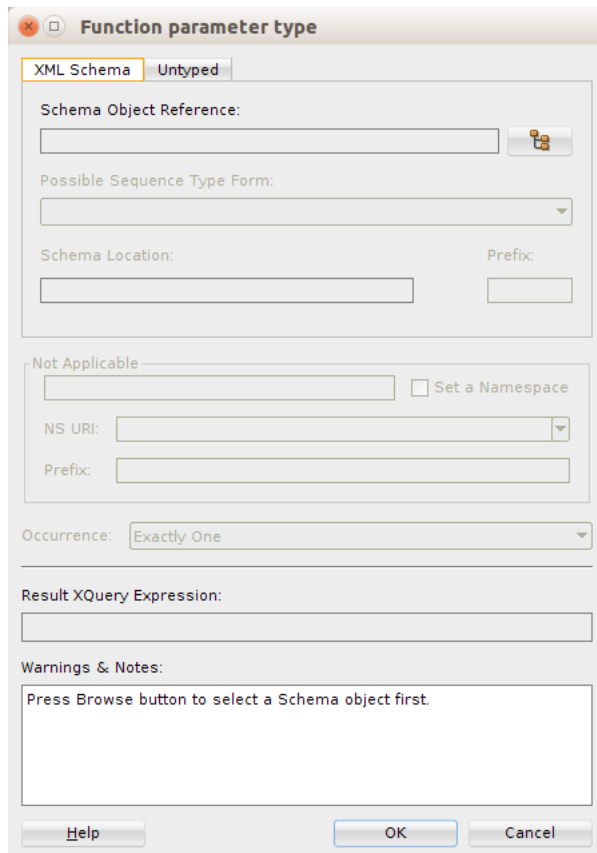 Function parameter type
XML Schema Untyped
Schema Object Reference:
Possible Sequence Type Form:
Schema Location: Prefix:
Not Applicable
Set a Namespace
NS URI:
Prefix:
Occurrence: Exactly One
Result XQuery Expression:
Warnings & Notes:
Press Browse button to select a Schema object first.
Help OK Cancel